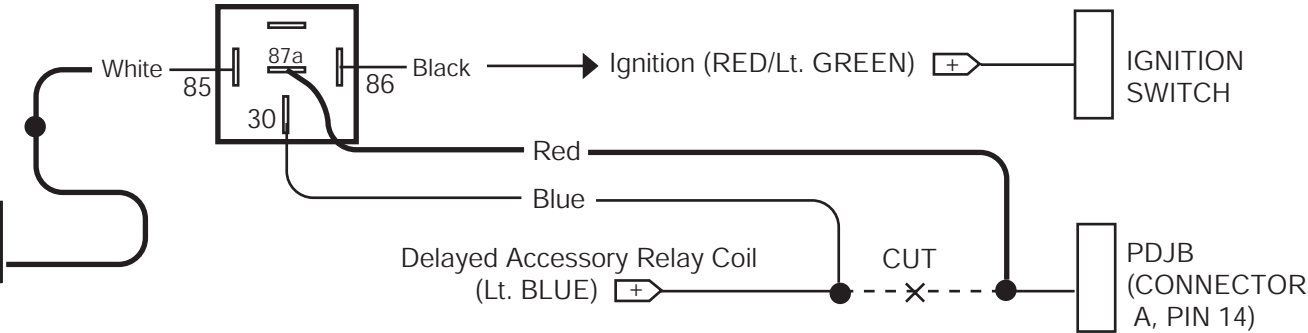 87a
White
85
86
Black
Ignition (RED/Lt. GREEN)
+
IGNITION
SWITCH
30
Red
Blue
Delayed Accessory Relay Coil
(Lt. BLUE)
+
CUT
PDJB
(CONNECTOR
A, PIN 14)